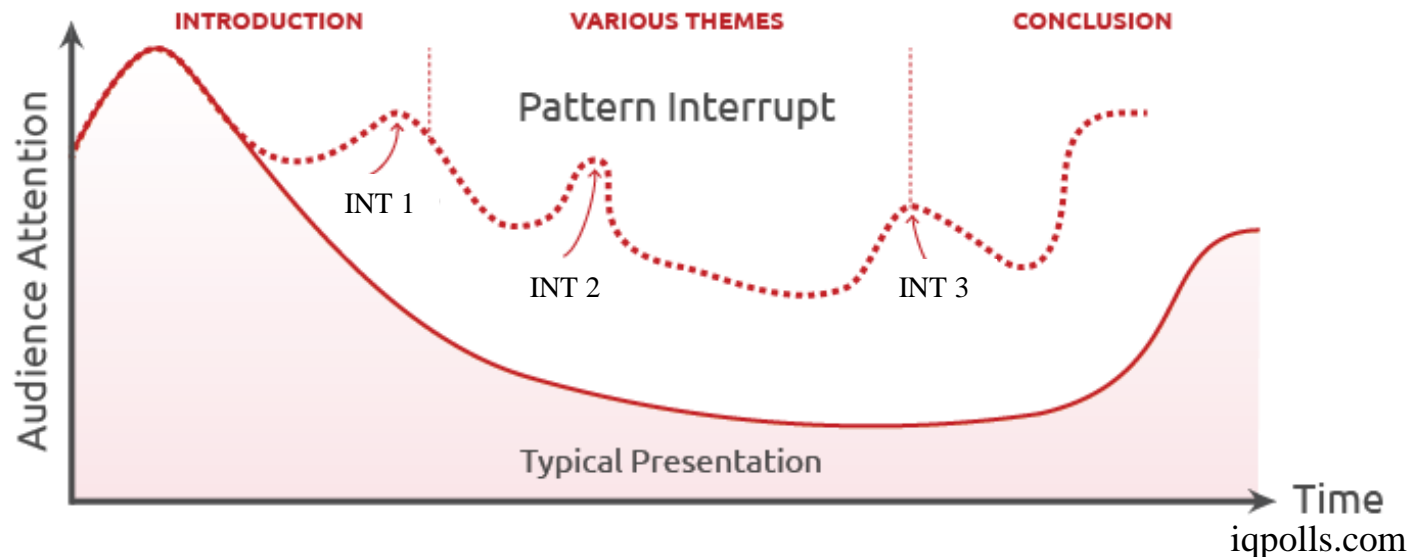 INTRODUCTION
VARIOUS THEMES
CONCLUSION
Audience Attention
Pattern Interrupt
INT 1
INT 2
INT 3
Typical Presentation
Time
iqpolls.com